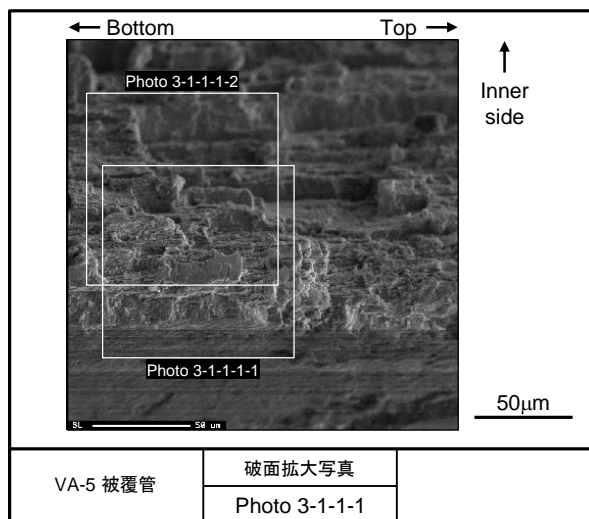 ← Bottom
Top →
Photo 3-1-1-1-2
↑
Inner
side
Photo 3-1-1-1-1
SL 50 um
50μm
VA-5 被覆管
破面拡大写真
Photo 3-1-1-1